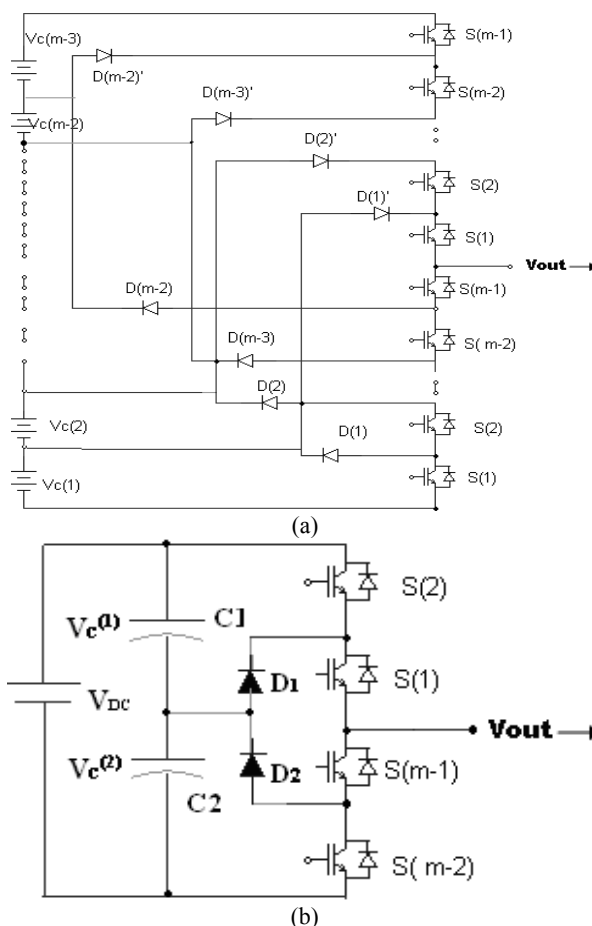 Vc(m-3)
S(m-1)
D(m-2)'
D(m-3)'
S(m-2)
Vc(m-2)
D(2)'
S(2)
D(1)'
S(1)
Vout
D(m-2)
S(m-1)
D(m-3)
S( m-2)
D(2)
Vc(2)
S(2)
D(1)
Vc(1)
S(1)
(a)
S(2)
Vc(1) C1
D1
S(1)
VDC
Vout
Vc(2)
D2
S(m-1)
C2
S( m-2)
(b)